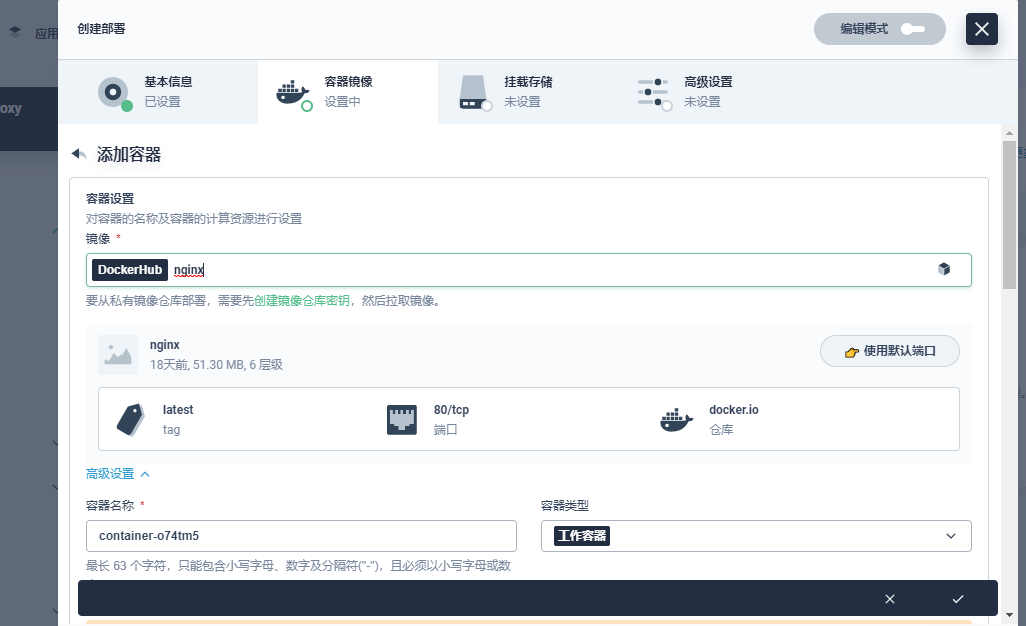 应用
创建部署
编辑模式
oxy
基本信息
已设置
容器镜像
设置中
挂载存储
未设置
高级设置
未设置
添加容器
容器设置
对容器的名称及容器的计算资源进行设置
镜像 *
DockerHub nginx
要从私有镜像仓库部署，需要先创建镜像仓库密钥，然后拉取镜像。
nginx
18天前, 51.30 MB, 6 层级
使用默认端口
latest
tag
80/tcp
端口
docker.io
仓库
高级设置
容器名称 *
container-o74tm5
容器类型
工作容器
最长 63 个字符，只能包含小写字母、数字及分隔符("-")，且必须以小写字母或数